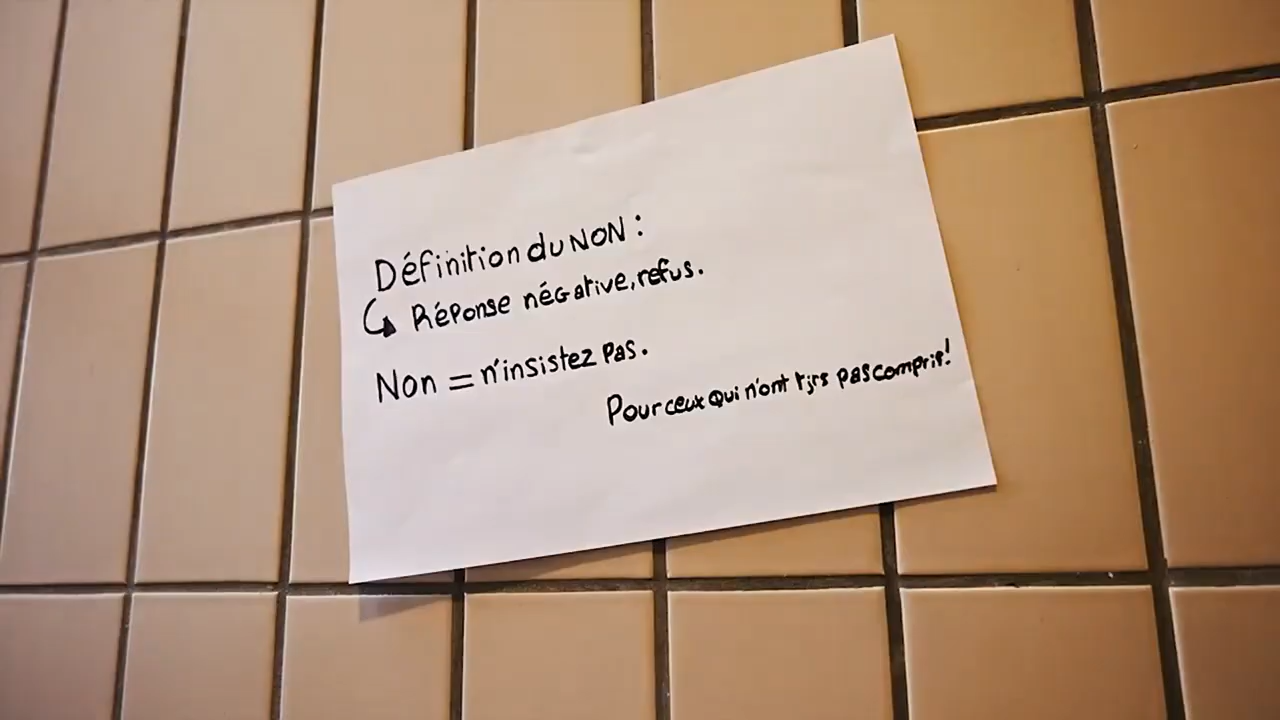 Définition du NON :
↳ Réponse négative, refus.
Non = n'insistez pas.
Pour ceux qui n'ont tjrs pas compris!